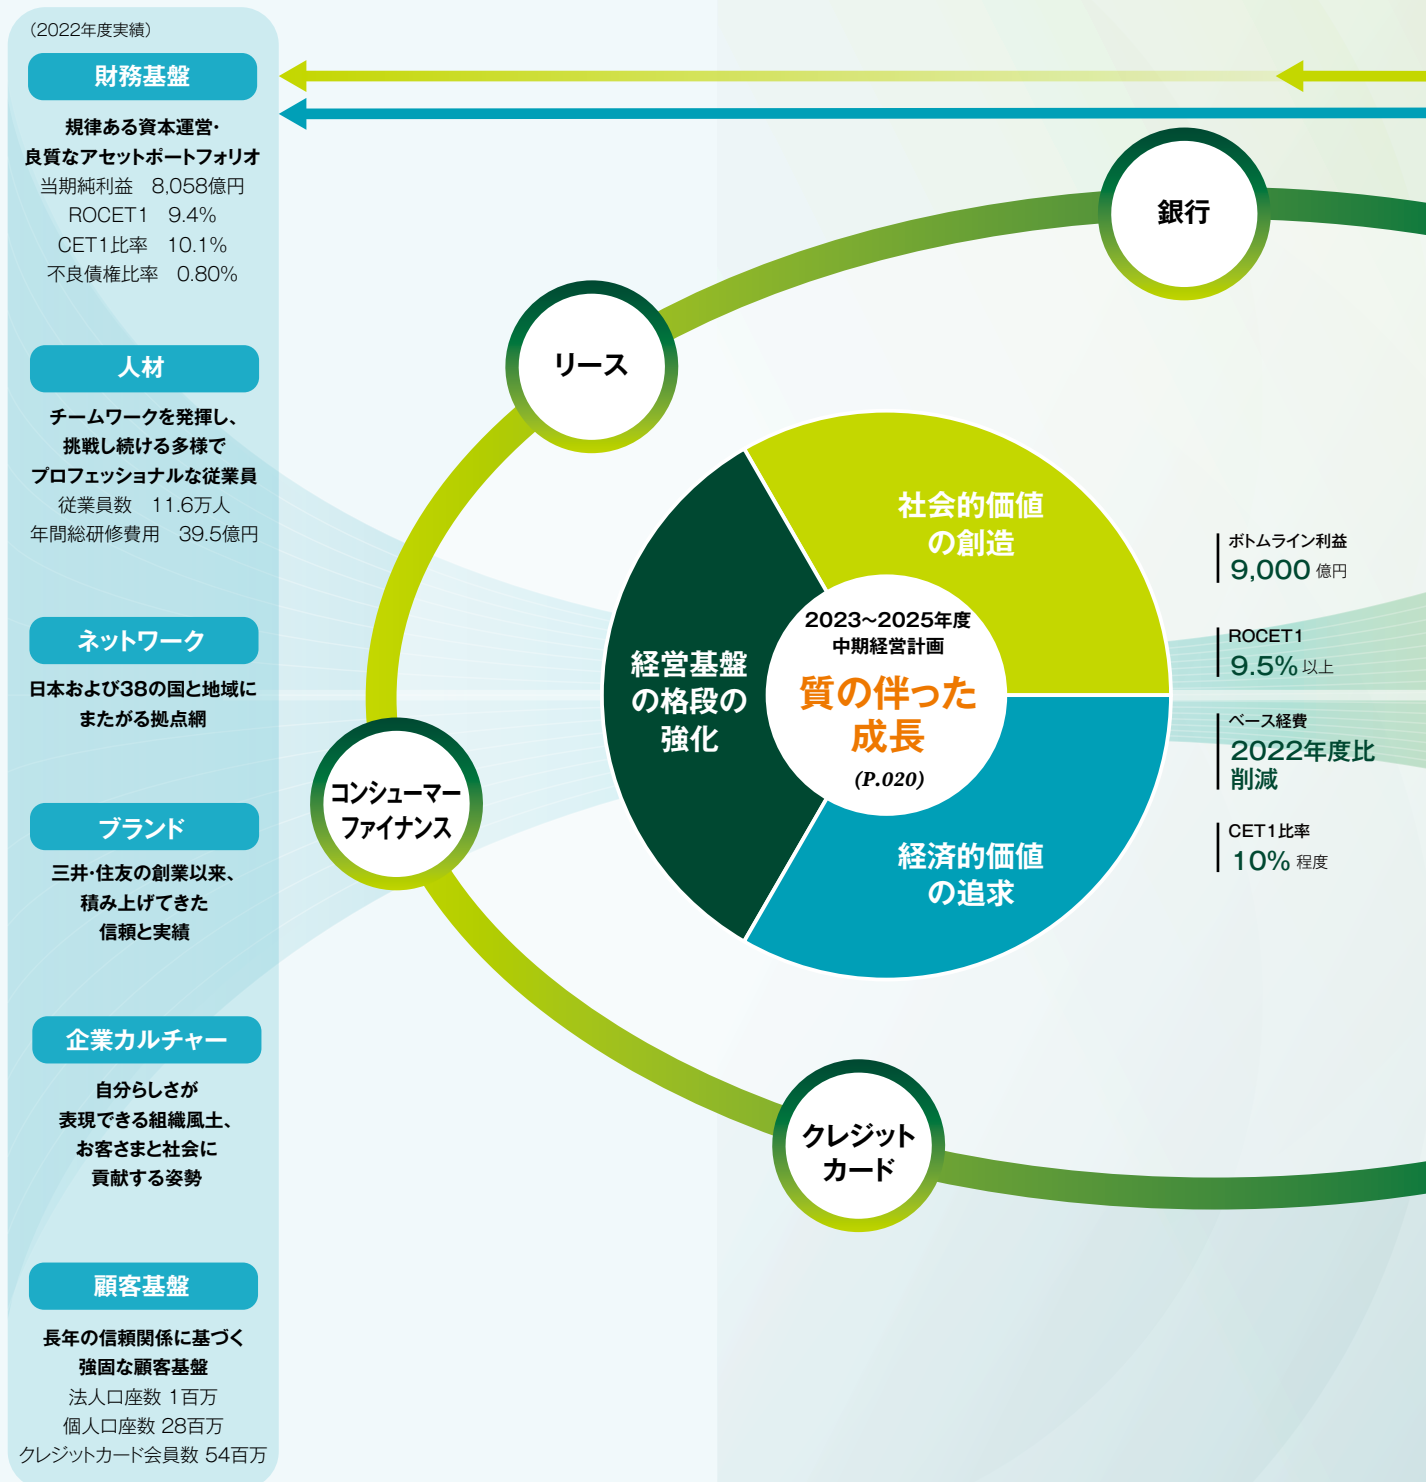 (2022年度実績)
財務基盤
規律ある資本運営・
良質なアセットポートフォリオ
当期純利益 8,058億円
ROCET1 9.4%
CET1比率 10.1%
不良債権比率 0.80%
人材
チームワークを発揮し、
挑戦し続ける多様で
プロフェッショナルな従業員
従業員数 11.6万人
年間総研修費用 39.5億円
ネットワーク
日本および38の国と地域に
またがる拠点網
ブランド
三井・住友の創業以来、
積み上げてきた
信頼と実績
企業カルチャー
自分らしさが
表現できる組織風土、
お客さまと社会に
貢献する姿勢
顧客基盤
長年の信頼関係に基づく
強固な顧客基盤
法人口座数 1百万
個人口座数 28百万
クレジットカード会員数 54百万
銀行
リース
コンシューマー
ファイナンス
クレジット
カード
社会的価値
の創造
経営基盤
の格段の
強化
経済的価値
の追求
2023~2025年度
中期経営計画
質の伴った
成長
(P.020)
ボトムライン利益
9,000 億円
ROCET1
9.5% 以上
ベース経費
2022年度比
削減
CET1比率
10% 程度